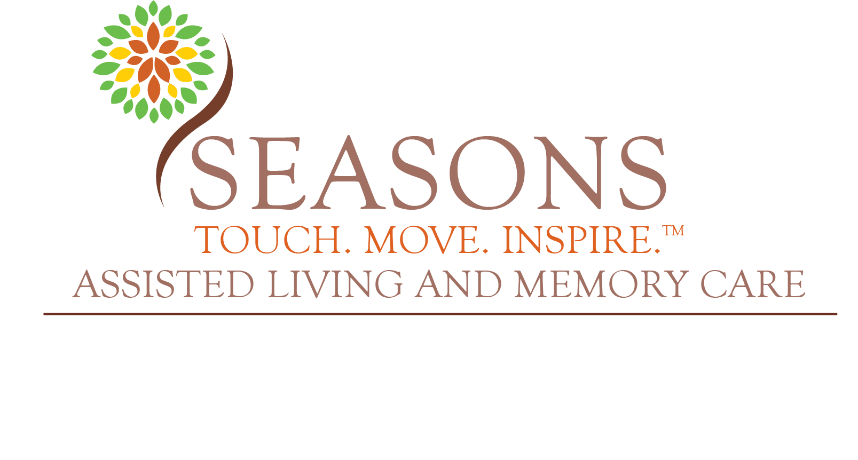 SEASONS
TOUCH. MOVE. INSPIRE.™
ASSISTED LIVING AND MEMORY CARE